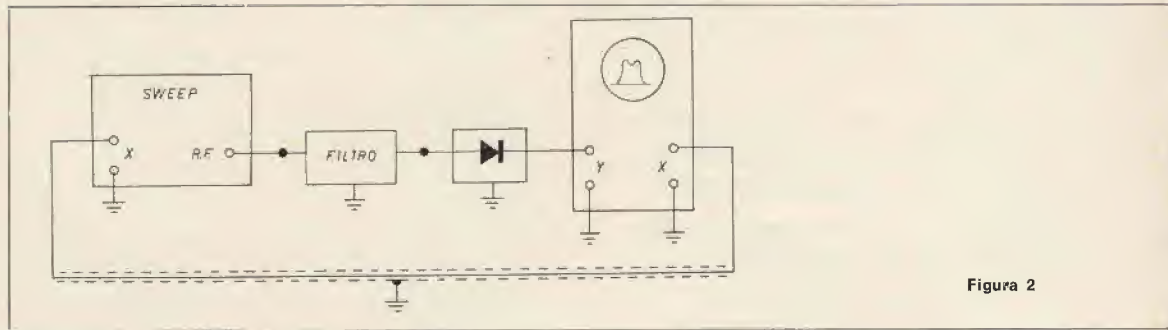 SWEEP
X
R.F.
FILTRO
Y
X
Figura 2